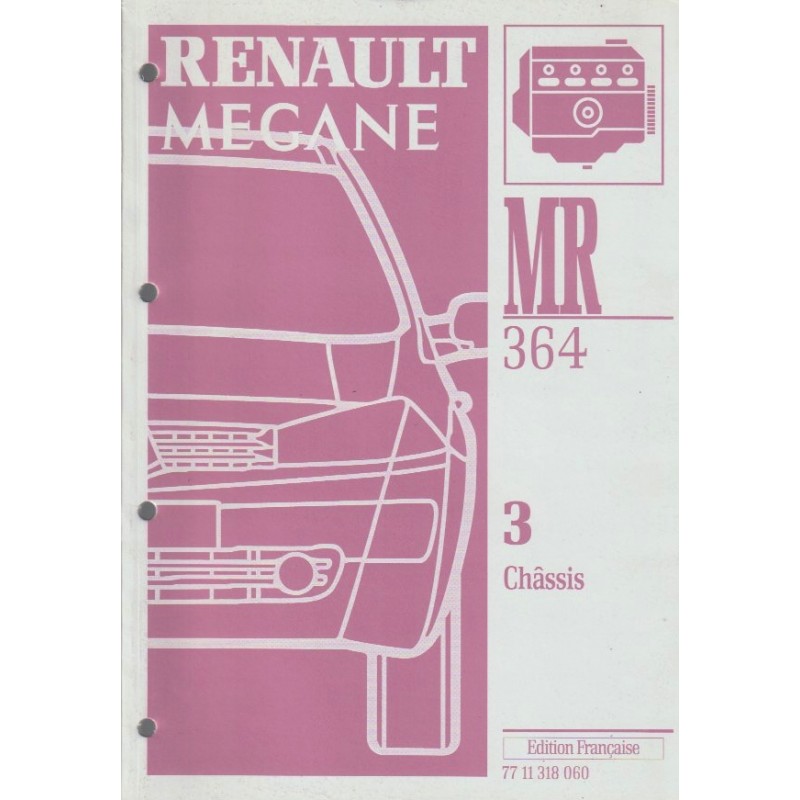 RENAULT
MEGANE
MR
364
3
Châssis
Edition Française
77 11 318 060